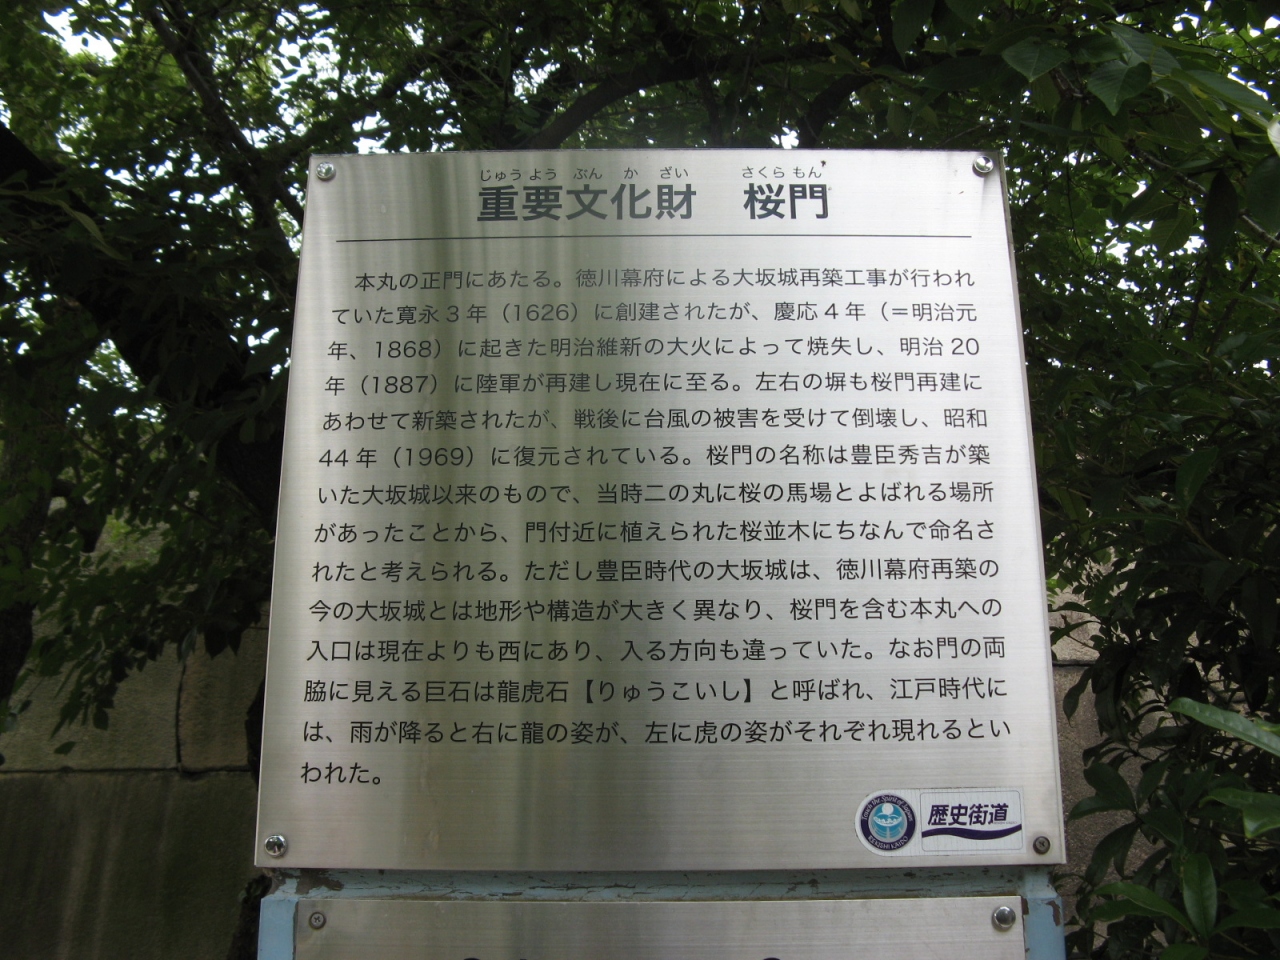 じゅう よう ぶん か ざい さくら もん
重要文化財 桜門
本丸の正門にあたる。徳川幕府による大坂城再築工事が行われ
ていた寛永3年（1626）に創建されたが、慶応4年（＝明治元
年、1868）に起きた明治維新の大火によって焼失し、明治20
年（1887）に陸軍が再建し現在に至る。左右の塀も桜門再建に
あわせて新築されたが、戦後に台風の被害を受けて倒壊し、昭和
44年（1969）に復元されている。桜門の名称は豊臣秀吉が築
いた大坂城以来のもので、当時二の丸に桜の馬場とよばれる場所
があったことから、門付近に植えられた桜並木にちなんで命名さ
れたと考えられる。ただし豊臣時代の大坂城は、徳川幕府再築の
今の大坂城とは地形や構造が大きく異なり、桜門を含む本丸への
入口は現在よりも西にあり、入る方向も違っていた。なお門の両
脇に見える巨石は龍虎石【りゅうこいし】と呼ばれ、江戸時代に
は、雨が降ると右に龍の姿が、左に虎の姿がそれぞれ現れるとい
われた。
Touch the Spirit of Japan
REKISHI KAIDO
歴史街道